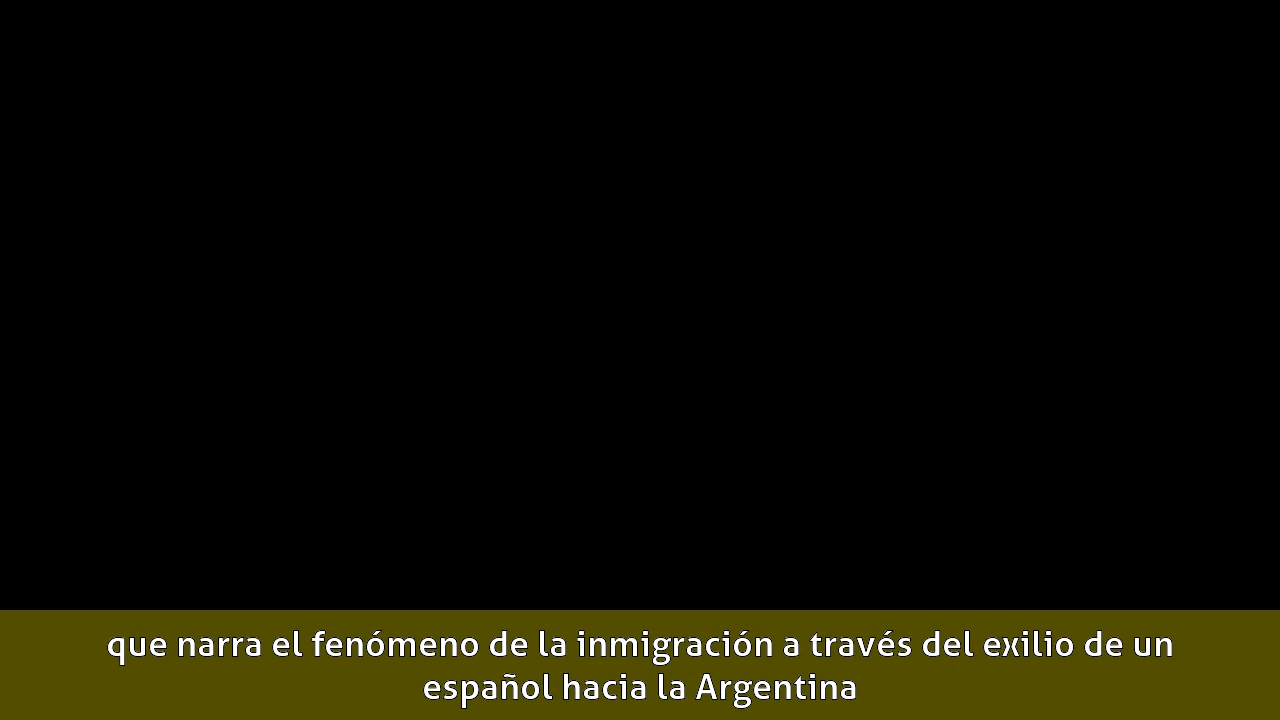 que narra el fenómeno de la inmigración a través del exilio de un
español hacia la Argentina